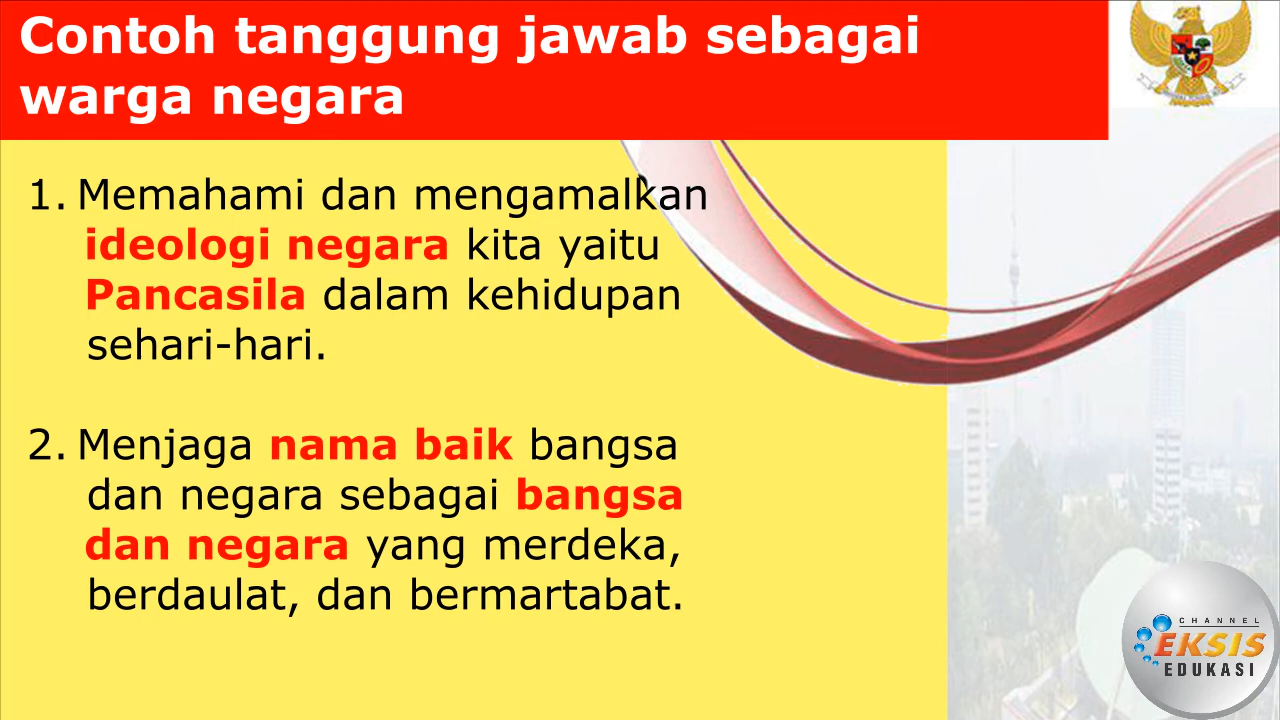 Contoh tanggung jawab sebagai
warga negara
1. Memahami dan mengamalkan
ideologi negara kita yaitu
Pancasila dalam kehidupan
sehari-hari.
2. Menjaga nama baik bangsa
dan negara sebagai bangsa
dan negara yang merdeka,
berdaulat, dan bermartabat.
CHANNEL
EKSIS
EDUKASI